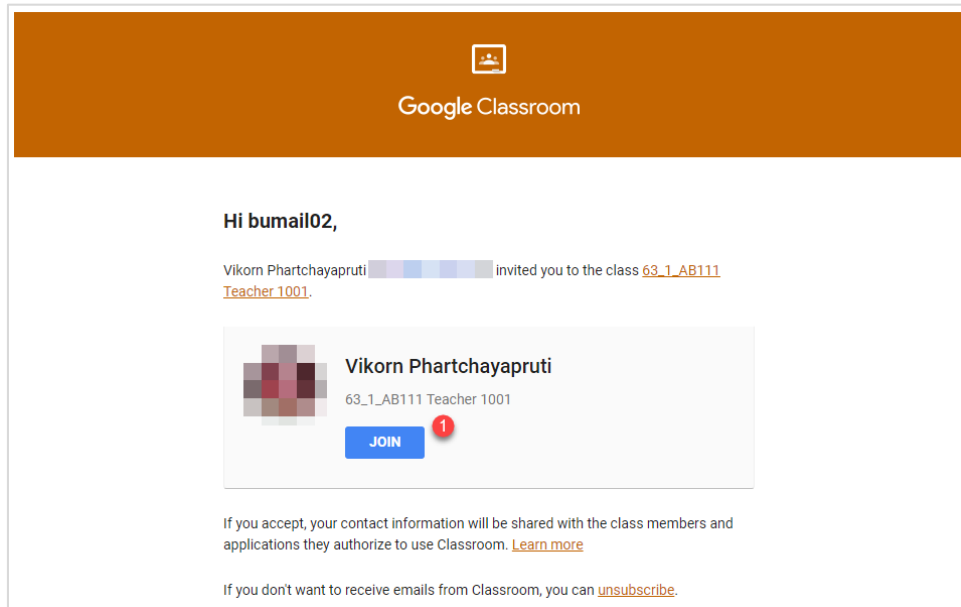 Google Classroom
Hi bumail02,
Vikorn Phartchayapruti invited you to the class 63_1_AB111
Teacher 1001.
Vikorn Phartchayapruti
63_1_AB111 Teacher 1001
1
JOIN
If you accept, your contact information will be shared with the class members and
applications they authorize to use Classroom. Learn more
If you don't want to receive emails from Classroom, you can unsubscribe.